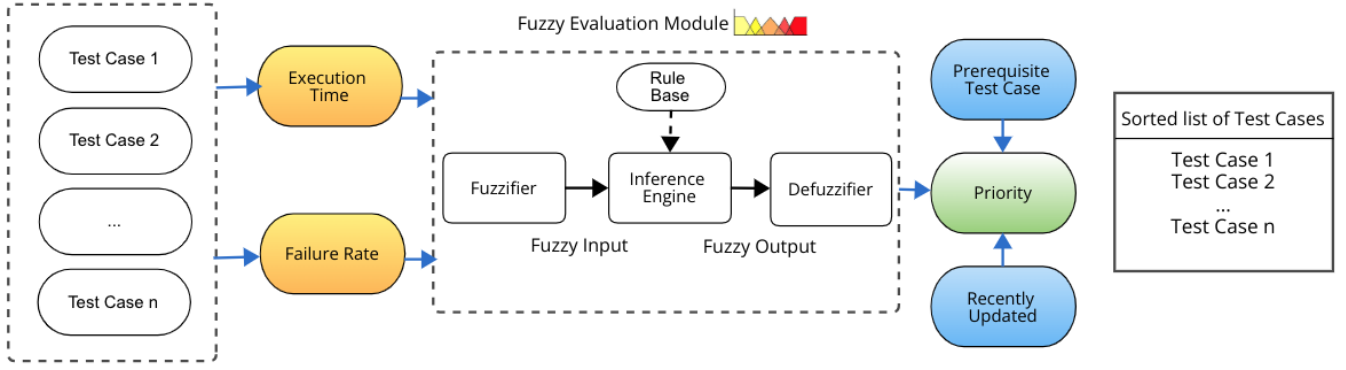 Fuzzy Evaluation Module
Test Case 1
Test Case 2
...
Test Case n
Execution
Time
Failure Rate
Rule
Base
Fuzzifier
Inference
Engine
Defuzzifier
Fuzzy Input
Fuzzy Output
Prerequisite
Test Case
Priority
Recently
Updated
Sorted list of Test Cases
Test Case 1
Test Case 2
...
Test Case n